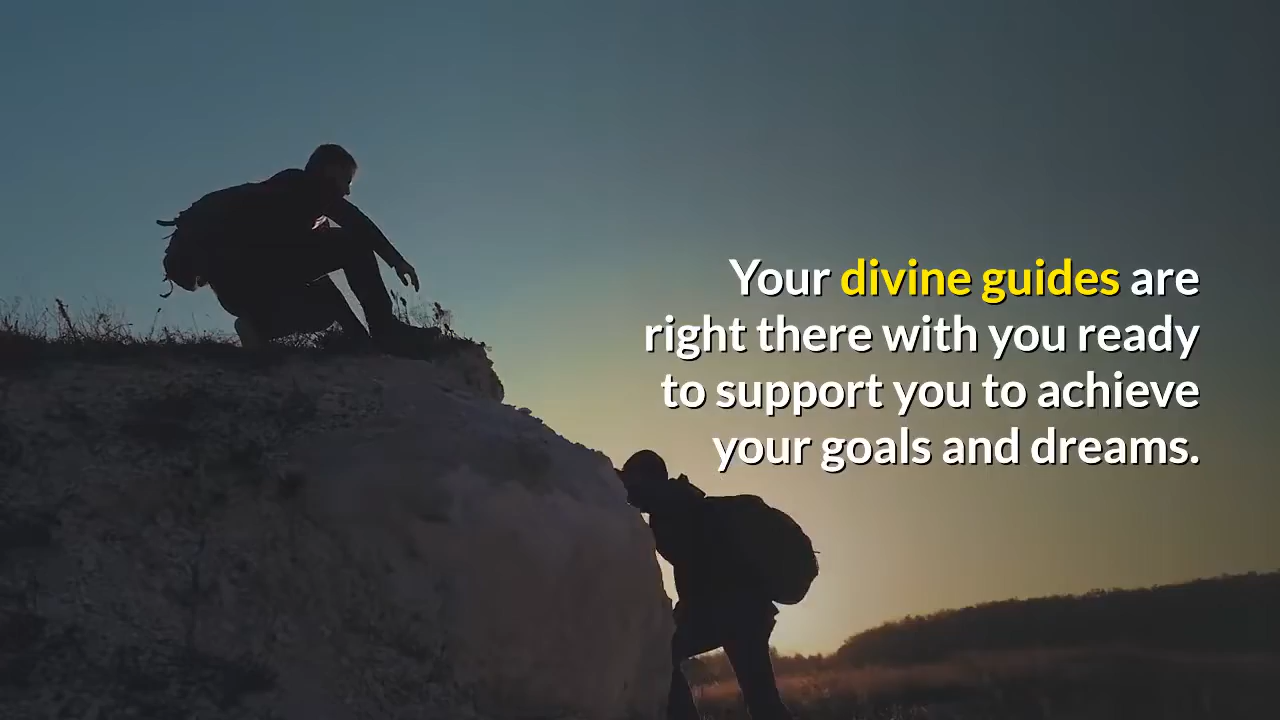 Your divine guides are
right there with you ready
to support you to achieve
your goals and dreams.